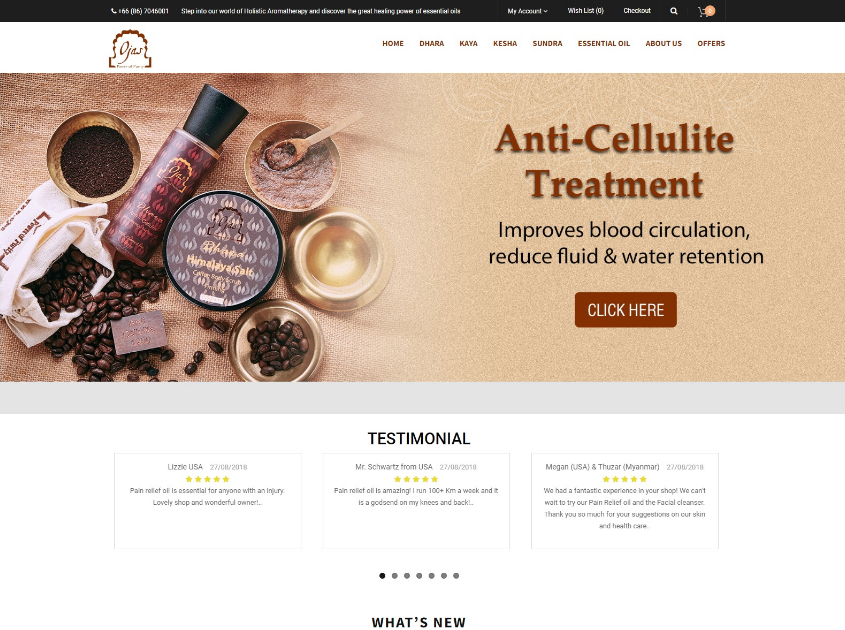 +66 (86) 7046001 Step into our world of Holistic Aromatherapy and discover the great healing power of essential oils My Account Wish List (0) Checkout 0
Ojas
HOME DHARA KAYA KESHA SUNDRA ESSENTIAL OIL ABOUT US OFFERS
Anti-Cellulite
Treatment
Improves blood circulation,
reduce fluid & water retention
CLICK HERE
Ojas
Dhara
Himalaya Salt
Coffee Body Scrub
TESTIMONIAL
Lizzie USA 27/08/2018
Pain relief oil is essential for anyone with an injury.
Lovely shop and wonderful owner!..
Mr. Schwartz from USA 27/08/2018
Pain relief oil is amazing! I run 100+ Km a week and it
is a godsend on my knees and back!..
Megan (USA) & Thuzar (Myanmar) 27/08/2018
We had a fantastic experience in your shop! We can't
wait to try our Pain Relief oil and the Facial cleanser.
Thank you so much for your suggestions on our skin
and health care..
WHAT'S NEW